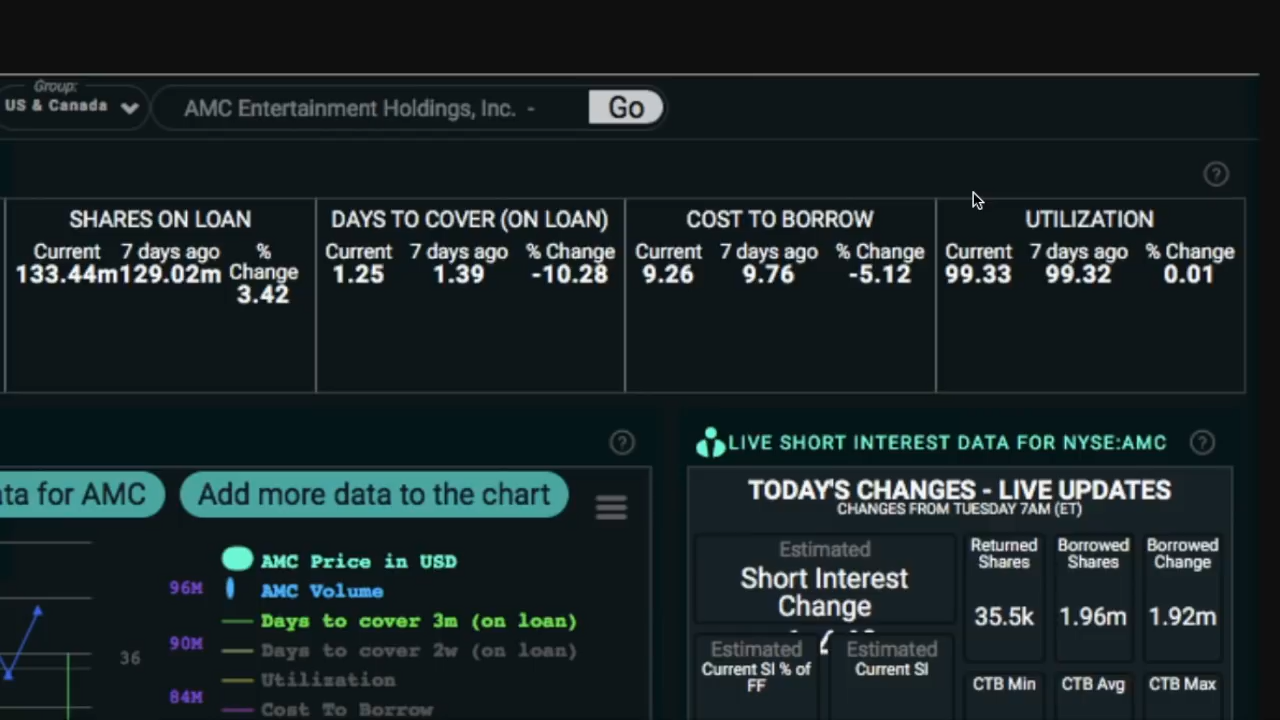 Group:
US & Canada
AMC Entertainment Holdings, Inc. -
Go
?
SHARES ON LOAN
Current 7 days ago % Change
133.44m 129.02m 3.42
DAYS TO COVER (ON LOAN)
Current 7 days ago % Change
1.25 1.39 -10.28
COST TO BORROW
Current 7 days ago % Change
9.26 9.76 -5.12
UTILIZATION
Current 7 days ago % Change
99.33 99.32 0.01
?
LIVE SHORT INTEREST DATA FOR NYSE:AMC
?
ata for AMC
Add more data to the chart
AMC Price in USD
AMC Volume
Days to cover 3m (on loan)
Days to cover 2w (on loan)
Utilization
Cost To Borrow
96M
90M
84M
36
TODAY'S CHANGES - LIVE UPDATES
CHANGES FROM TUESDAY 7AM (ET)
Estimated
Short Interest
Change
Returned
Shares
35.5k
Borrowed
Shares
1.96m
Borrowed
Change
1.92m
Estimated
Current SI % of
FF
Estimated
Current SI
CTB Min
CTB Avg
CTB Max